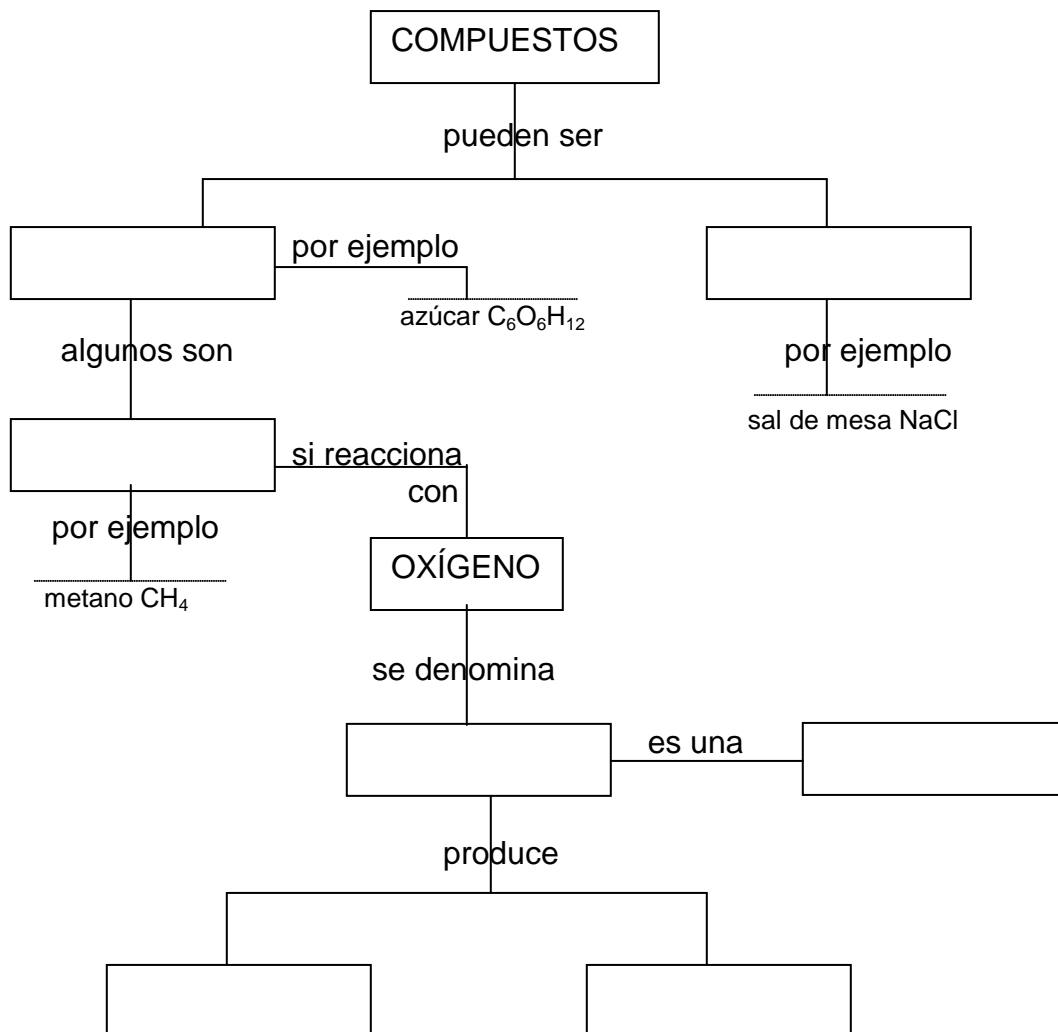 COMPUESTOS
pueden ser
por ejemplo
azúcar C₆O₆H₁₂
algunos son
por ejemplo
sal de mesa NaCl
si reacciona
con
por ejemplo
metano CH₄
OXÍGENO
se denomina
es una
produce